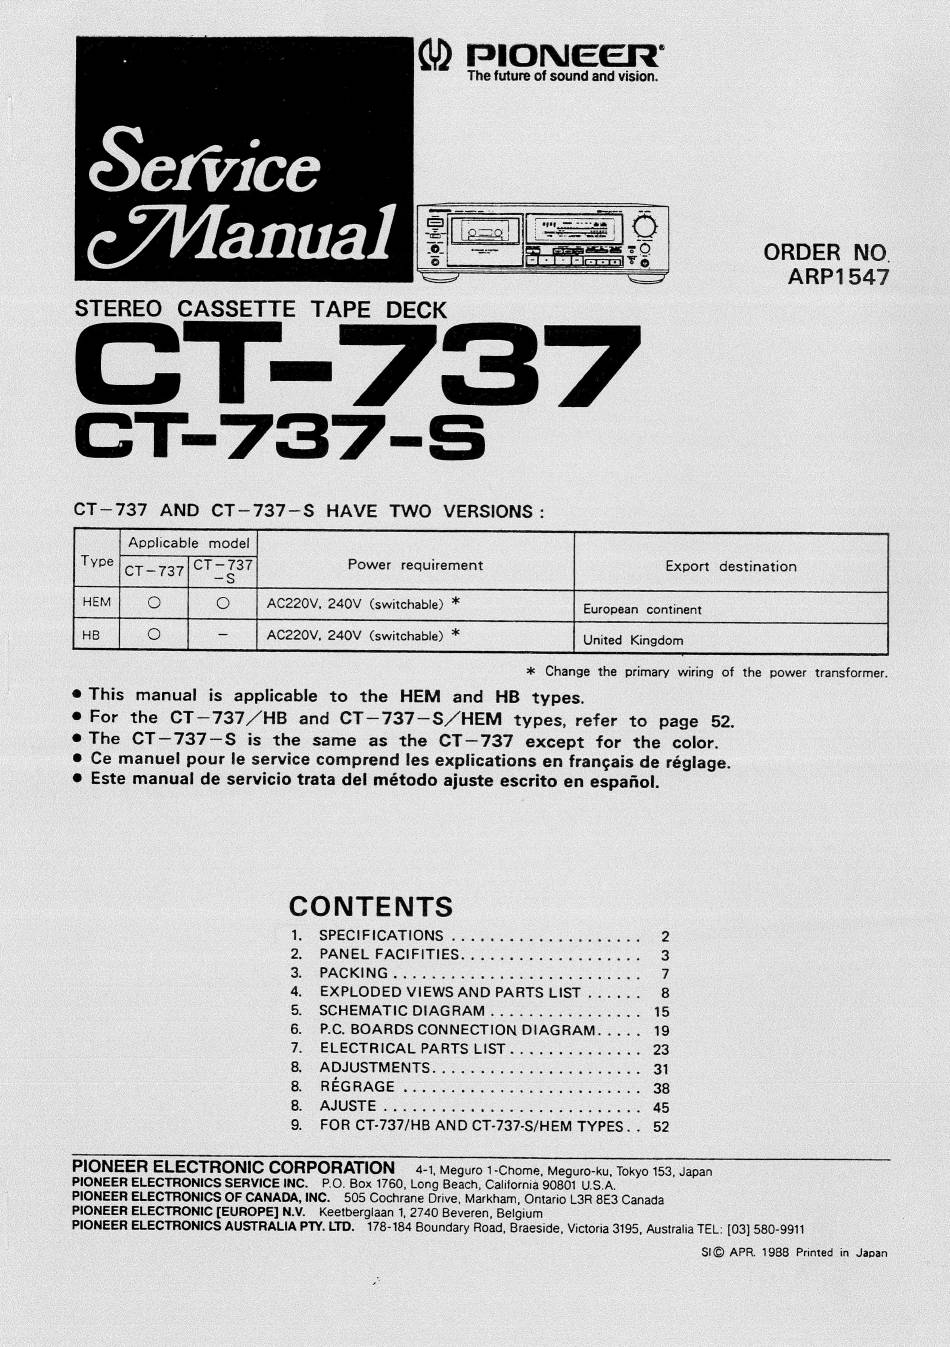 PIONEER®
The future of sound and vision.
Service
Manual
ORDER NO.
ARP1547
STEREO CASSETTE TAPE DECK
CT-737
CT-737-S
CT-737 AND CT-737-S HAVE TWO VERSIONS :
Type Applicable model Power requirement Export destination
CT-737 CT-737
-S
HEM ○ ○ AC220V, 240V (switchable) * European continent
HB ○ – AC220V, 240V (switchable) * United Kingdom
* Change the primary wiring of the power transformer.
● This manual is applicable to the HEM and HB types.
● For the CT-737/HB and CT-737-S/HEM types, refer to page 52.
● The CT-737-S is the same as the CT-737 except for the color.
● Ce manuel pour le service comprend les explications en français de réglage.
● Este manual de servicio trata del método ajuste escrito en español.
CONTENTS
1. SPECIFICATIONS .................... 2
2. PANEL FACIFITIES................... 3
3. PACKING .......................... 7
4. EXPLODED VIEWS AND PARTS LIST ...... 8
5. SCHEMATIC DIAGRAM ................ 15
6. P.C. BOARDS CONNECTION DIAGRAM..... 19
7. ELECTRICAL PARTS LIST.............. 23
8. ADJUSTMENTS...................... 31
8. RÉGRAGE ......................... 38
8. AJUSTE ........................... 45
9. FOR CT-737/HB AND CT-737-S/HEM TYPES.. 52
PIONEER ELECTRONIC CORPORATION 4-1, Meguro 1-Chome, Meguro-ku, Tokyo 153, Japan
PIONEER ELECTRONICS SERVICE INC. P.O. Box 1760, Long Beach, California 90801 U.S.A.
PIONEER ELECTRONICS OF CANADA, INC. 505 Cochrane Drive, Markham, Ontario L3R 8E3 Canada
PIONEER ELECTRONIC [EUROPE] N.V. Keetberglaan 1, 2740 Beveren, Belgium
PIONEER ELECTRONICS AUSTRALIA PTY. LTD. 178-184 Boundary Road, Braeside, Victoria 3195, Australia TEL: [03] 580-9911
SI © APR. 1988 Printed in Japan